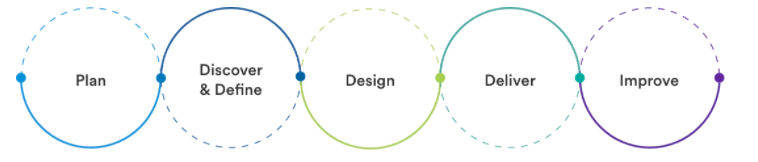 Plan
Discover
& Define
Design
Deliver
Improve